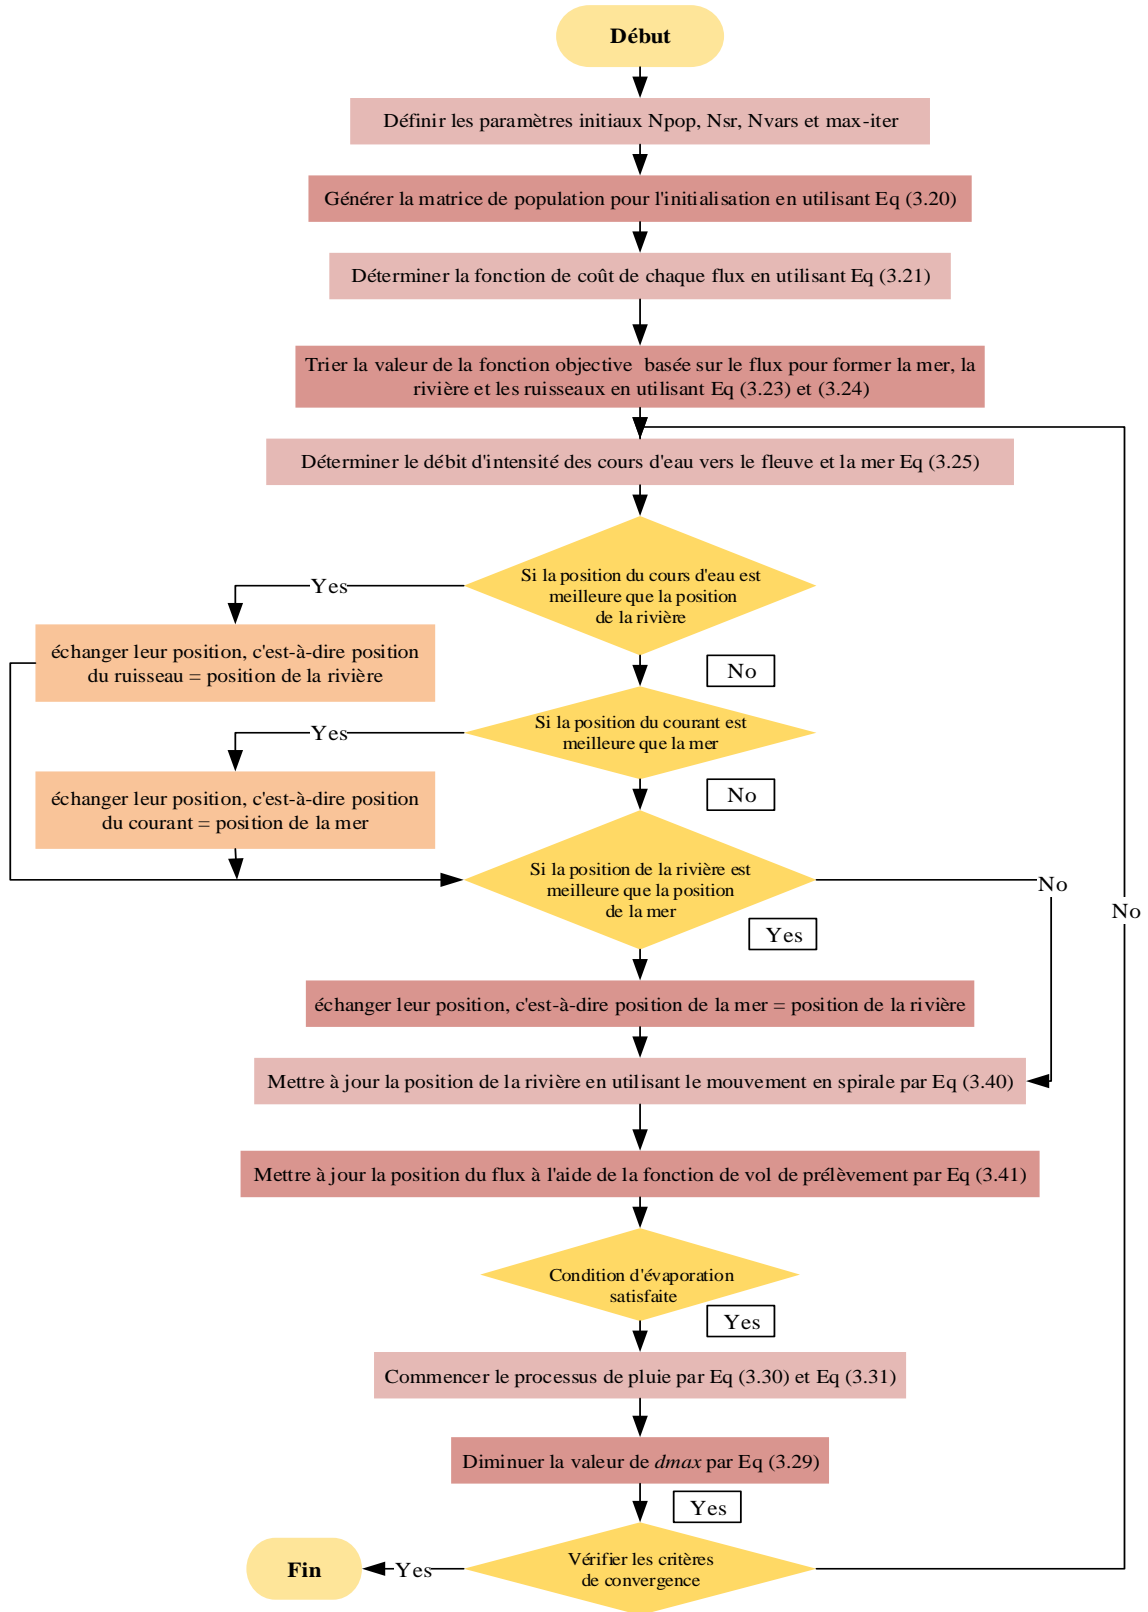 Début
Définir les paramètres initiaux Npop, Nsr, Nvars et max-iter
Générer la matrice de population pour l'initialisation en utilisant Eq (3.20)
Déterminer la fonction de coût de chaque flux en utilisant Eq (3.21)
Trier la valeur de la fonction objective basée sur le flux pour former la mer, la
rivière et les ruisseaux en utilisant Eq (3.23) et (3.24)
Déterminer le débit d'intensité des cours d'eau vers le fleuve et la mer Eq (3.25)
Si la position du cours d'eau est
meilleure que la position
de la rivière
Yes
échanger leur position, c'est-à-dire position
du ruisseau = position de la rivière
No
Si la position du courant est
meilleure que la mer
Yes
échanger leur position, c'est-à-dire position
du courant = position de la mer
No
Si la position de la rivière est
meilleure que la position
de la mer
No
No
Yes
échanger leur position, c'est-à-dire position de la mer = position de la rivière
Mettre à jour la position de la rivière en utilisant le mouvement en spirale par Eq (3.40)
Mettre à jour la position du flux à l'aide de la fonction de vol de prélèvement par Eq (3.41)
Condition d'évaporation
satisfaite
Yes
Commencer le processus de pluie par Eq (3.30) et Eq (3.31)
Diminuer la valeur de dmax par Eq (3.29)
Yes
Vérifier les critères
de convergence
Yes
Fin